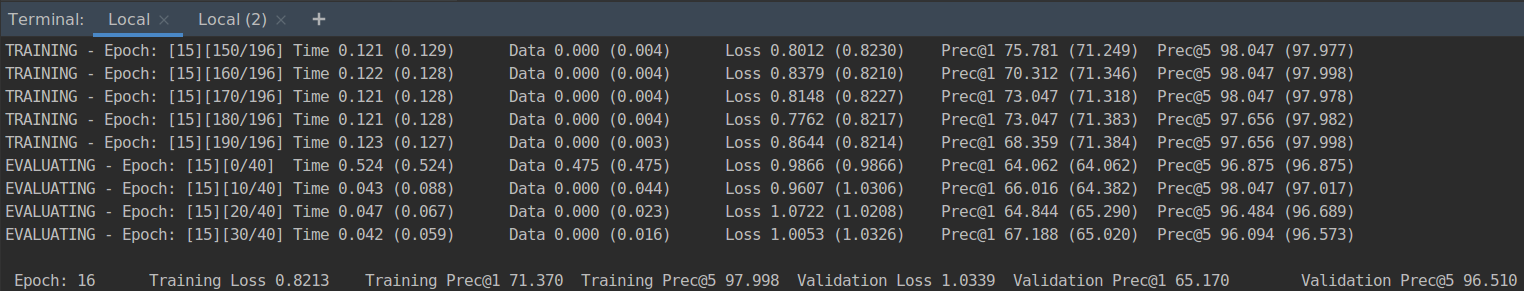 Terminal: Local × Local (2) × +
TRAINING - Epoch: [15][150/196] Time 0.121 (0.129) Data 0.000 (0.004) Loss 0.8012 (0.8230) Prec@1 75.781 (71.249) Prec@5 98.047 (97.977)
TRAINING - Epoch: [15][160/196] Time 0.122 (0.128) Data 0.000 (0.004) Loss 0.8379 (0.8210) Prec@1 70.312 (71.346) Prec@5 98.047 (97.998)
TRAINING - Epoch: [15][170/196] Time 0.121 (0.128) Data 0.000 (0.004) Loss 0.8148 (0.8227) Prec@1 73.047 (71.318) Prec@5 98.047 (97.978)
TRAINING - Epoch: [15][180/196] Time 0.121 (0.128) Data 0.000 (0.004) Loss 0.7762 (0.8217) Prec@1 73.047 (71.383) Prec@5 97.656 (97.982)
TRAINING - Epoch: [15][190/196] Time 0.123 (0.127) Data 0.000 (0.003) Loss 0.8644 (0.8214) Prec@1 68.359 (71.384) Prec@5 97.656 (97.998)
EVALUATING - Epoch: [15][0/40] Time 0.524 (0.524) Data 0.475 (0.475) Loss 0.9866 (0.9866) Prec@1 64.062 (64.062) Prec@5 96.875 (96.875)
EVALUATING - Epoch: [15][10/40] Time 0.043 (0.088) Data 0.000 (0.044) Loss 0.9607 (1.0306) Prec@1 66.016 (64.382) Prec@5 98.047 (97.017)
EVALUATING - Epoch: [15][20/40] Time 0.047 (0.067) Data 0.000 (0.023) Loss 1.0722 (1.0208) Prec@1 64.844 (65.290) Prec@5 96.484 (96.689)
EVALUATING - Epoch: [15][30/40] Time 0.042 (0.059) Data 0.000 (0.016) Loss 1.0053 (1.0326) Prec@1 67.188 (65.020) Prec@5 96.094 (96.573)
Epoch: 16 Training Loss 0.8213 Training Prec@1 71.370 Training Prec@5 97.998 Validation Loss 1.0339 Validation Prec@1 65.170 Validation Prec@5 96.510